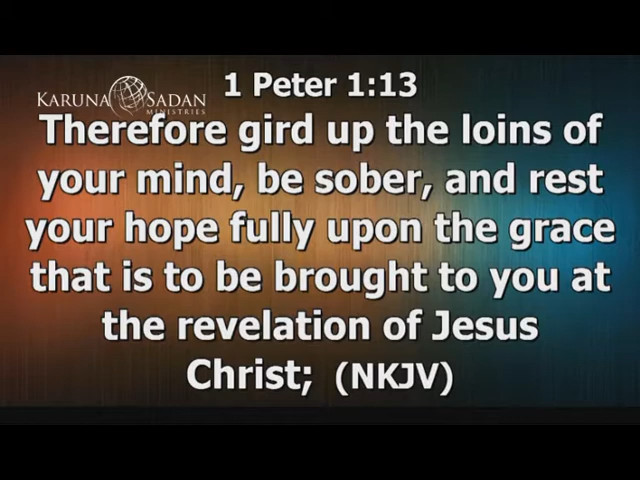 1 Peter 1:13
KARUNA SADAN
MINISTRIES
Therefore gird up the loins of
your mind, be sober, and rest
your hope fully upon the grace
that is to be brought to you at
the revelation of Jesus
Christ; (NKJV)